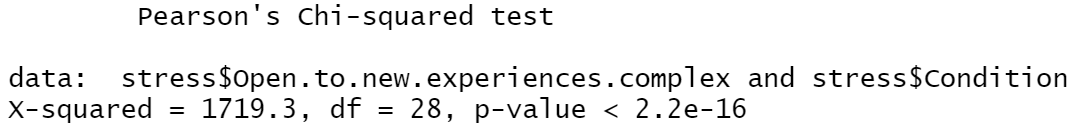 Pearson's Chi-squared test
data: stress$Open.to.new.experiences.complex and stress$Condition
X-squared = 1719.3, df = 28, p-value < 2.2e-16